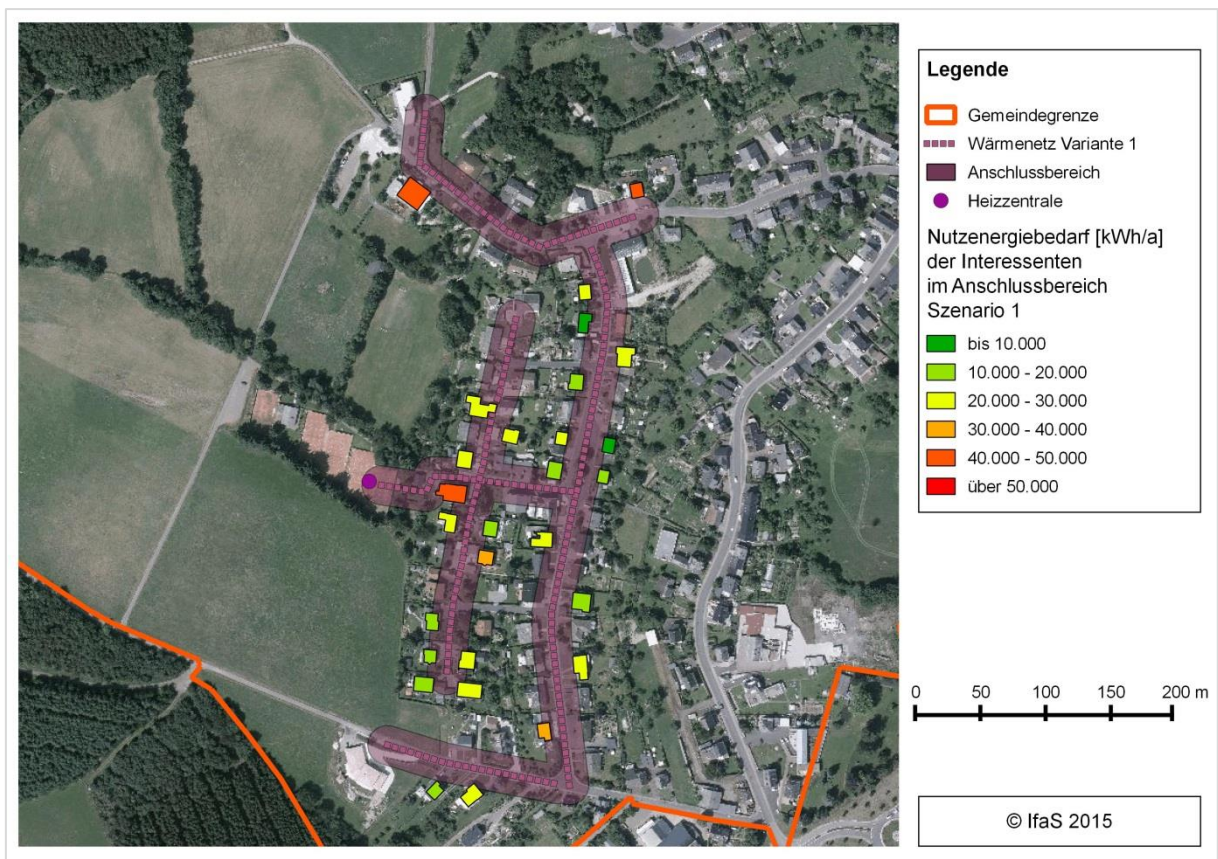 Legende
Gemeindegrenze
Wärmenetz Variante 1
Anschlussbereich
Heizzentrale
Nutzenergiebedarf [kWh/a]
der Interessenten
im Anschlussbereich
Szenario 1
bis 10.000
10.000 - 20.000
20.000 - 30.000
30.000 - 40.000
40.000 - 50.000
über 50.000
0 50 100 150 200 m
© IfaS 2015